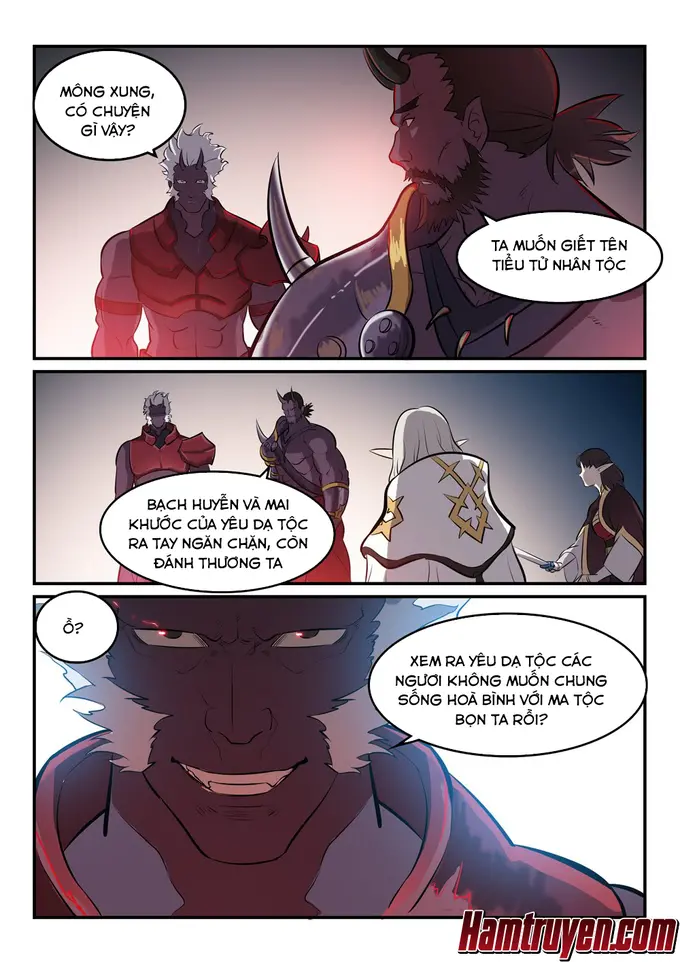 MÔNG XUNG,
CÓ CHUYỆN
GÌ VẬY?
TA MUỐN GIẾT TÊN
TIỂU TỬ NHÂN TỘC
BẠCH HUYỄN VÀ MAI
KHƯỚC CỦA YÊU DẠ TỘC
RA TAY NGĂN CHẶN, CÒN
ĐÁNH THƯƠNG TA
Ồ?
XEM RA YÊU DẠ TỘC CÁC
NGƯƠI KHÔNG MUỐN CHUNG
SỐNG HOÀ BÌNH VỚI MA TỘC
BỌN TA RỒI?
Hamtruyen.com